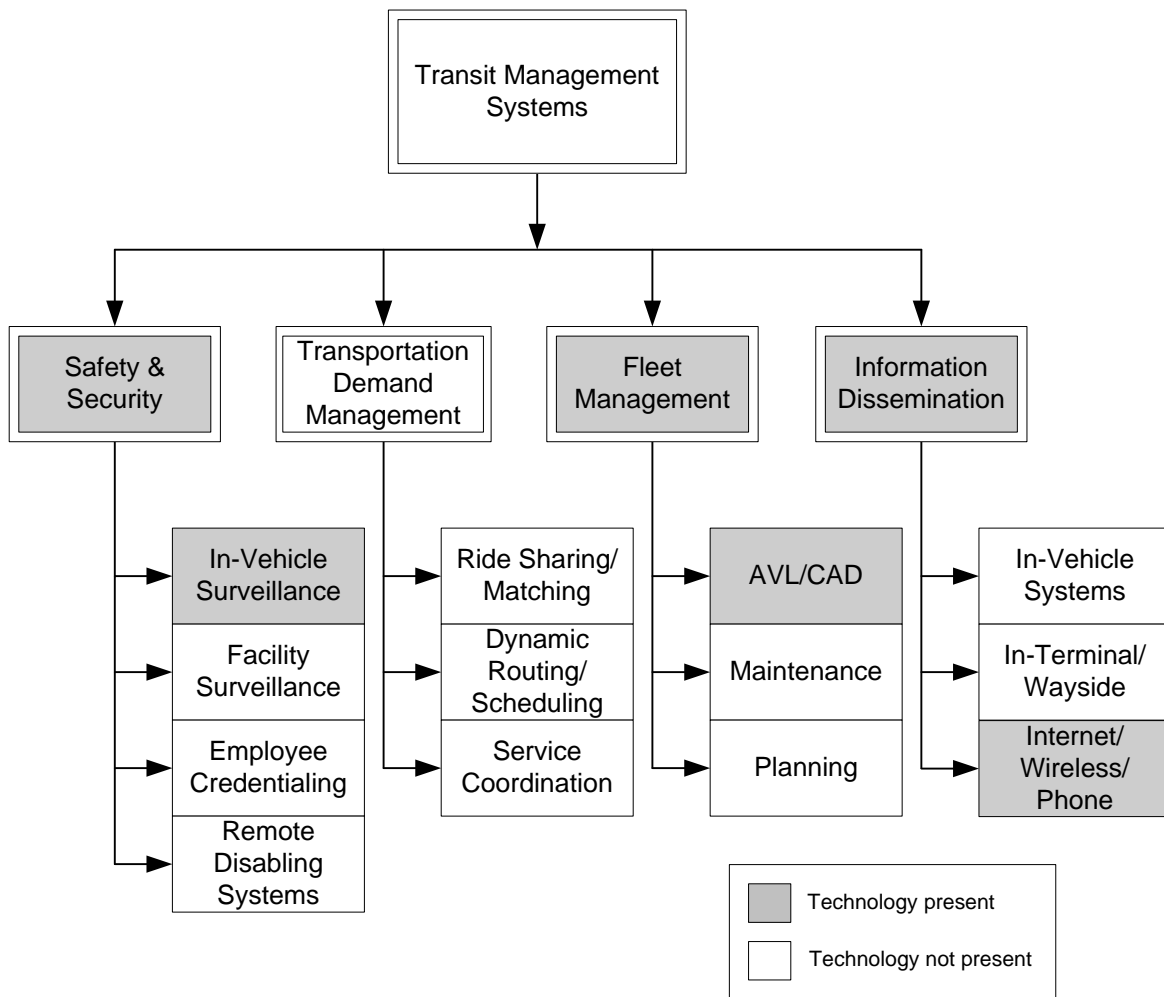 Transit Management
Systems
Safety &
Security
Transportation
Demand
Management
Fleet
Management
Information
Dissemination
In-Vehicle
Surveillance
Facility
Surveillance
Employee
Credentialing
Remote
Disabling
Systems
Ride Sharing/
Matching
Dynamic
Routing/
Scheduling
Service
Coordination
AVL/CAD
Maintenance
Planning
In-Vehicle
Systems
In-Terminal/
Wayside
Internet/
Wireless/
Phone
Technology present
Technology not present